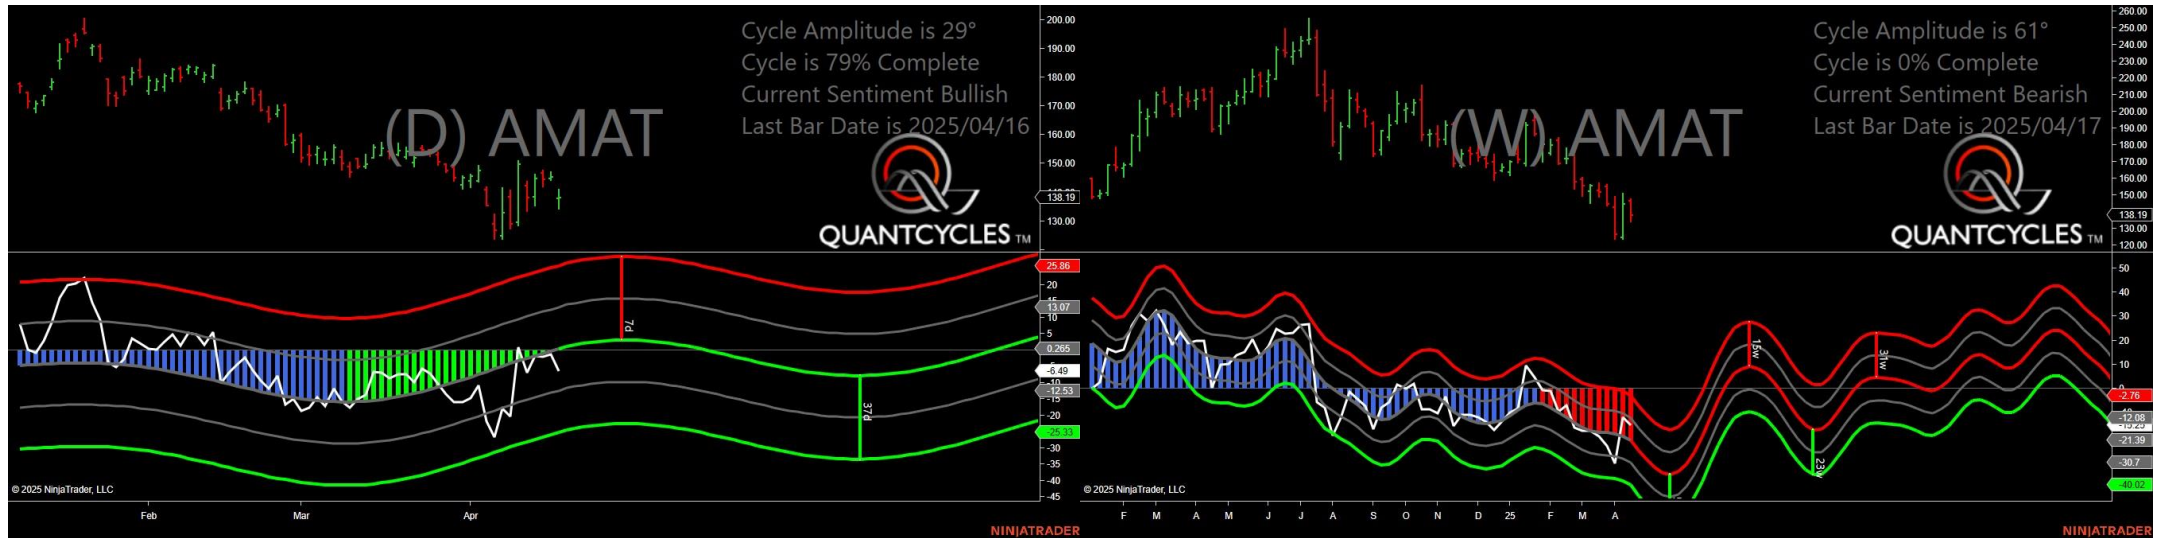 Cycle Amplitude is 29°
Cycle is 79% Complete
Current Sentiment Bullish
Last Bar Date is 2025/04/16
(D) AMAT
QUANTCYCLES TM
200.00
190.00
180.00
170.00
160.00
150.00
138.19
130.00
25.86
20
15
13.07
10
5
0.265
-6.49
-12.53
-15
-20
-25.33
-30
-35
-40
-45
7d
37d
© 2025 NinjaTrader, LLC
Feb Mar Apr
NINJATRADER
Cycle Amplitude is 61°
Cycle is 0% Complete
Current Sentiment Bearish
Last Bar Date is 2025/04/17
(W) AMAT
QUANTCYCLES TM
260.00
250.00
240.00
230.00
220.00
210.00
200.00
190.00
180.00
170.00
160.00
150.00
138.19
130.00
120.00
50
40
30
20
10
0
-2.76
-12.08
-15.25
-21.39
-30.7
-40.02
15w
31w
23w
© 2025 NinjaTrader, LLC
F M A M J J A S O N D 25 F M A
NINJATRADER